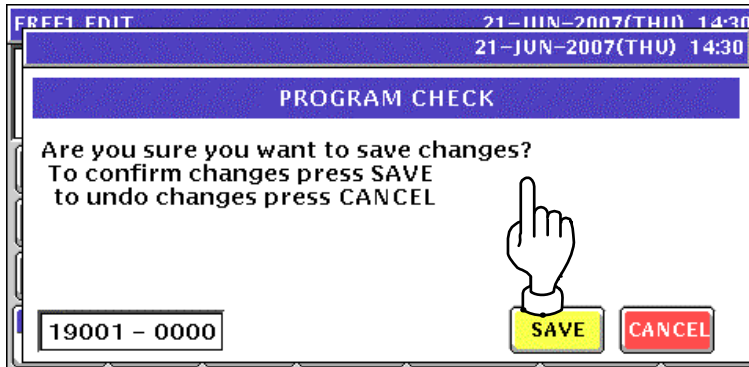 FREE1 EDIT 21-JUN-2007(THU) 14:30
21-JUN-2007(THU) 14:30
PROGRAM CHECK
Are you sure you want to save changes?
To confirm changes press SAVE
to undo changes press CANCEL
19001 - 0000 SAVE CANCEL